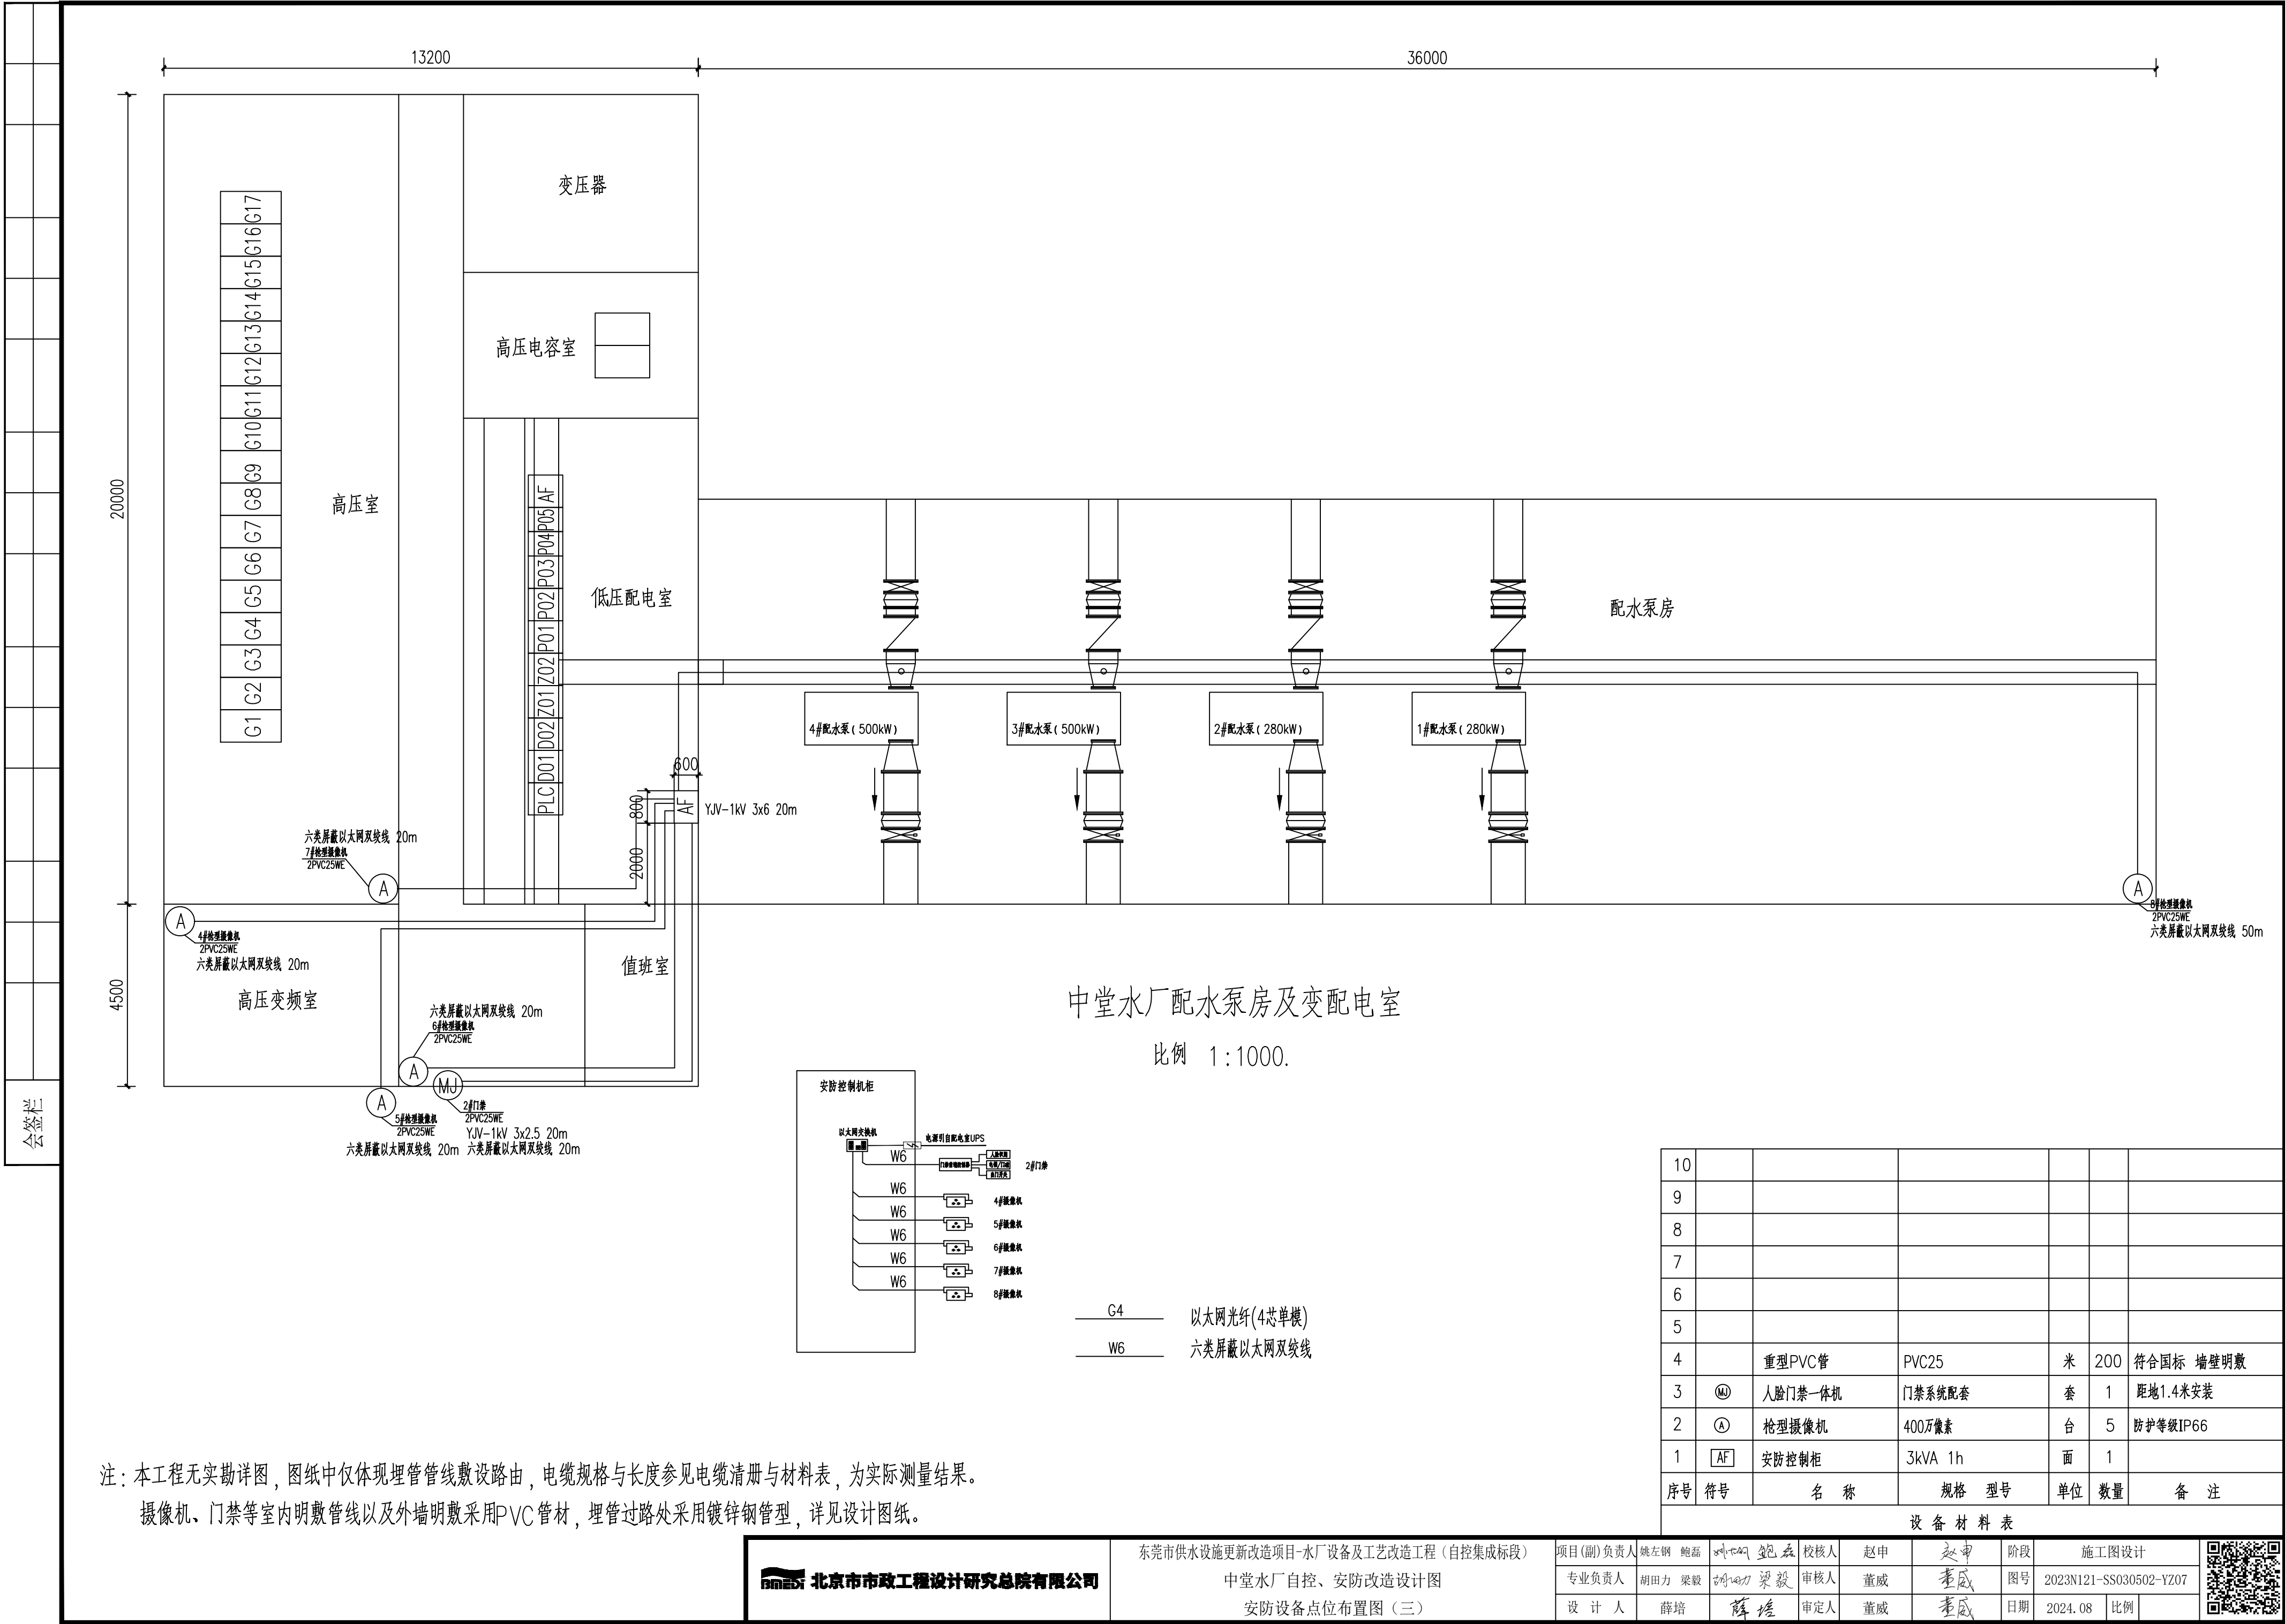 13200
36000
20000
4500
变压器
高压电容室
高压室
低压配电室
配水泵房
G17
G16
G15
G14
G13
G12
G11
G10
G9
G8
G7
G6
G5
G4
G3
G2
G1
AF
P05
P04
P03
P02
P01
Z02
Z01
D02
D01
PLC
4#配水泵(500kW)
3#配水泵(500kW)
2#配水泵(280kW)
1#配水泵(280kW)
600
800
2000
AF
YJV-1kV 3x6 20m
六类屏蔽以太网双绞线 20m
7#枪型摄像机
2PVC25WE
A
A
4#枪型摄像机
2PVC25WE
六类屏蔽以太网双绞线 20m
高压变频室
值班室
六类屏蔽以太网双绞线 20m
6#枪型摄像机
2PVC25WE
A
MJ
A
5#枪型摄像机
2PVC25WE
六类屏蔽以太网双绞线 20m
2#门禁
2PVC25WE
YJV-1kV 3x2.5 20m
六类屏蔽以太网双绞线 20m
A
8#枪型摄像机
2PVC25WE
六类屏蔽以太网双绞线 50m
中堂水厂配水泵房及变配电室
比例 1:1000.
安防控制机柜
以太网交换机
电源引自配电室UPS
W6
2#门禁
W6
4#摄像机
W6
5#摄像机
W6
6#摄像机
W6
7#摄像机
W6
8#摄像机
G4 以太网光纤(4芯单模)
W6 六类屏蔽以太网双绞线
会签栏
10
9
8
7
6
5
4 重型PVC管 PVC25 米 200 符合国标 墙壁明敷
3 MJ 人脸门禁一体机 门禁系统配套 套 1 距地1.4米安装
2 A 枪型摄像机 400万像素 台 5 防护等级IP66
1 AF 安防控制柜 3kVA 1h 面 1
序号 符号 名 称 规格 型号 单位 数量 备 注
设 备 材 料 表
注:本工程无实勘详图,图纸中仅体现埋管管线敷设路由,电缆规格与长度参见电缆清册与材料表,为实际测量结果。
摄像机、门禁等室内明敷管线以及外墙明敷采用PVC管材,埋管过路处采用镀锌钢管型,详见设计图纸。
BMEDI 北京市市政工程设计研究总院有限公司
东莞市供水设施更新改造项目-水厂设备及工艺改造工程(自控集成标段)
中堂水厂自控、安防改造设计图
安防设备点位布置图(三)
项目(副)负责人 姚左钢 鲍磊 校核人 赵申 阶段 施工图设计
专业负责人 胡田力 梁毅 审核人 董威 图号 2023N121-SS030502-YZ07
设 计 人 薛培 审定人 董威 日期 2024.08 比例